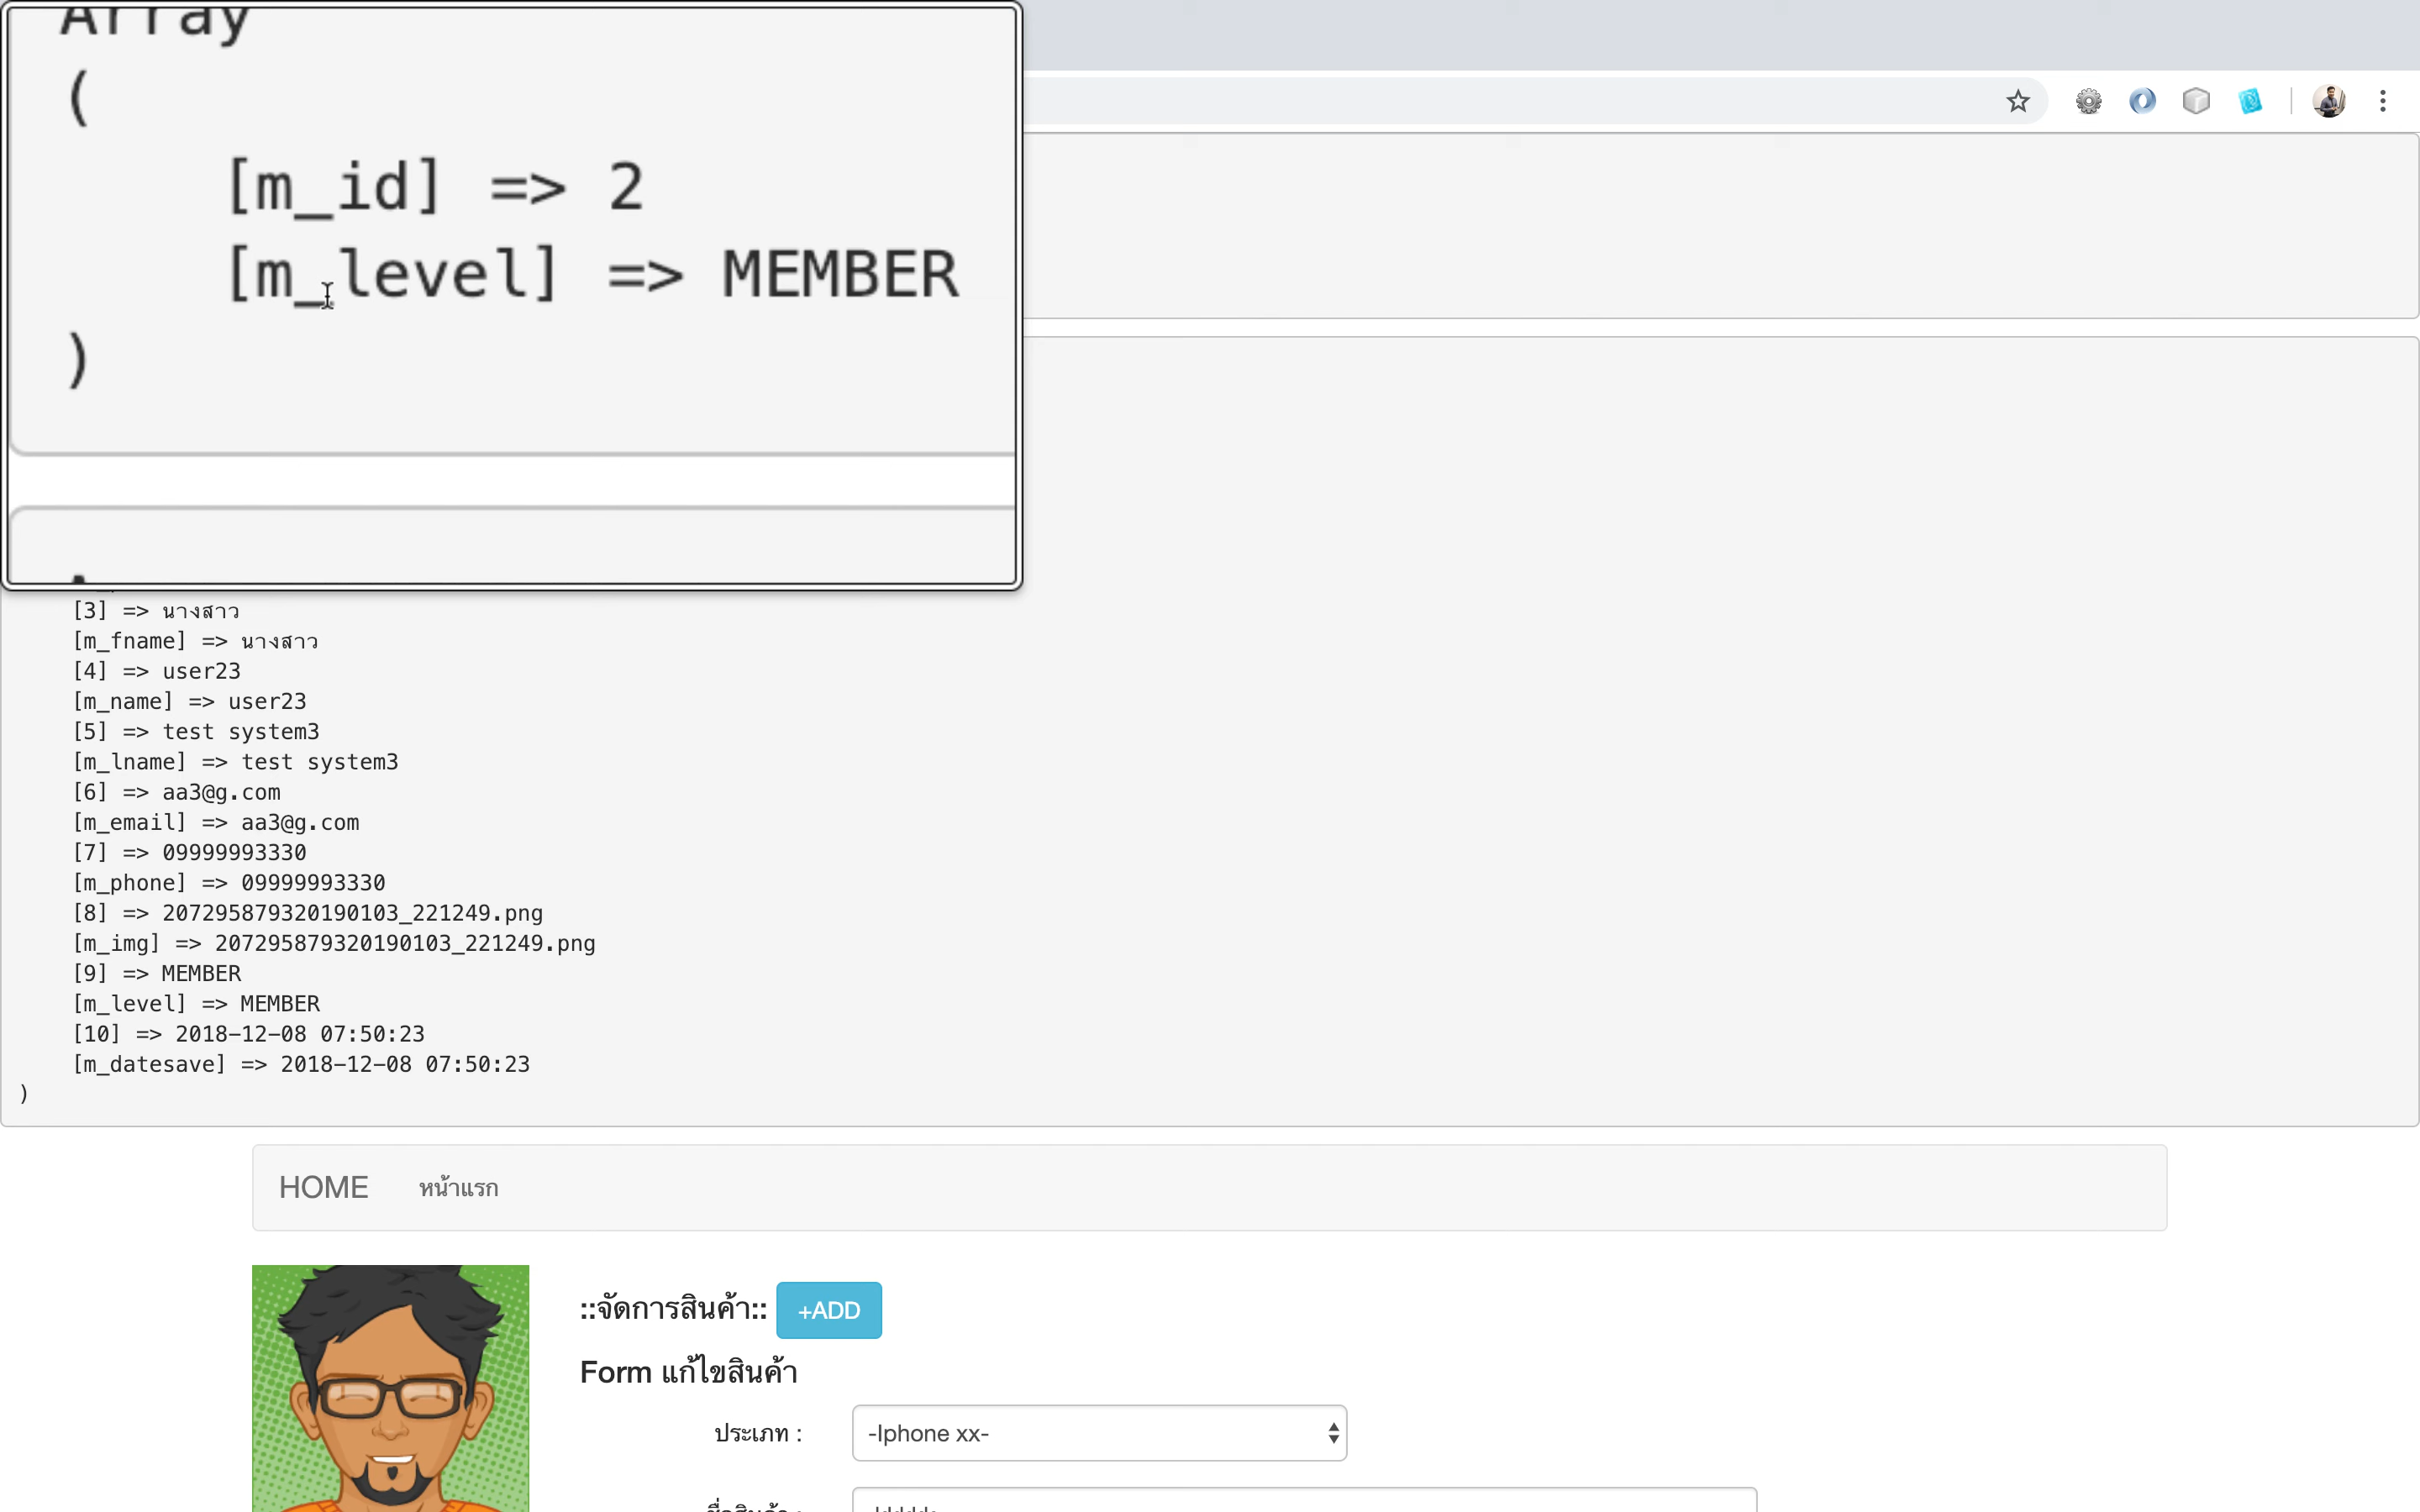 Array
(
[m_id] => 2
[m_level] => MEMBER
)
[3] => นางสาว
[m_fname] => นางสาว
[4] => user23
[m_name] => user23
[5] => test system3
[m_lname] => test system3
[6] => aa3@g.com
[m_email] => aa3@g.com
[7] => 09999993330
[m_phone] => 09999993330
[8] => 207295879320190103_221249.png
[m_img] => 207295879320190103_221249.png
[9] => MEMBER
[m_level] => MEMBER
[10] => 2018-12-08 07:50:23
[m_datesave] => 2018-12-08 07:50:23
)
HOME หน้าแรก
::จัดการสินค้า:: +ADD
Form แก้ไขสินค้า
ประเภท : -Iphone xx-